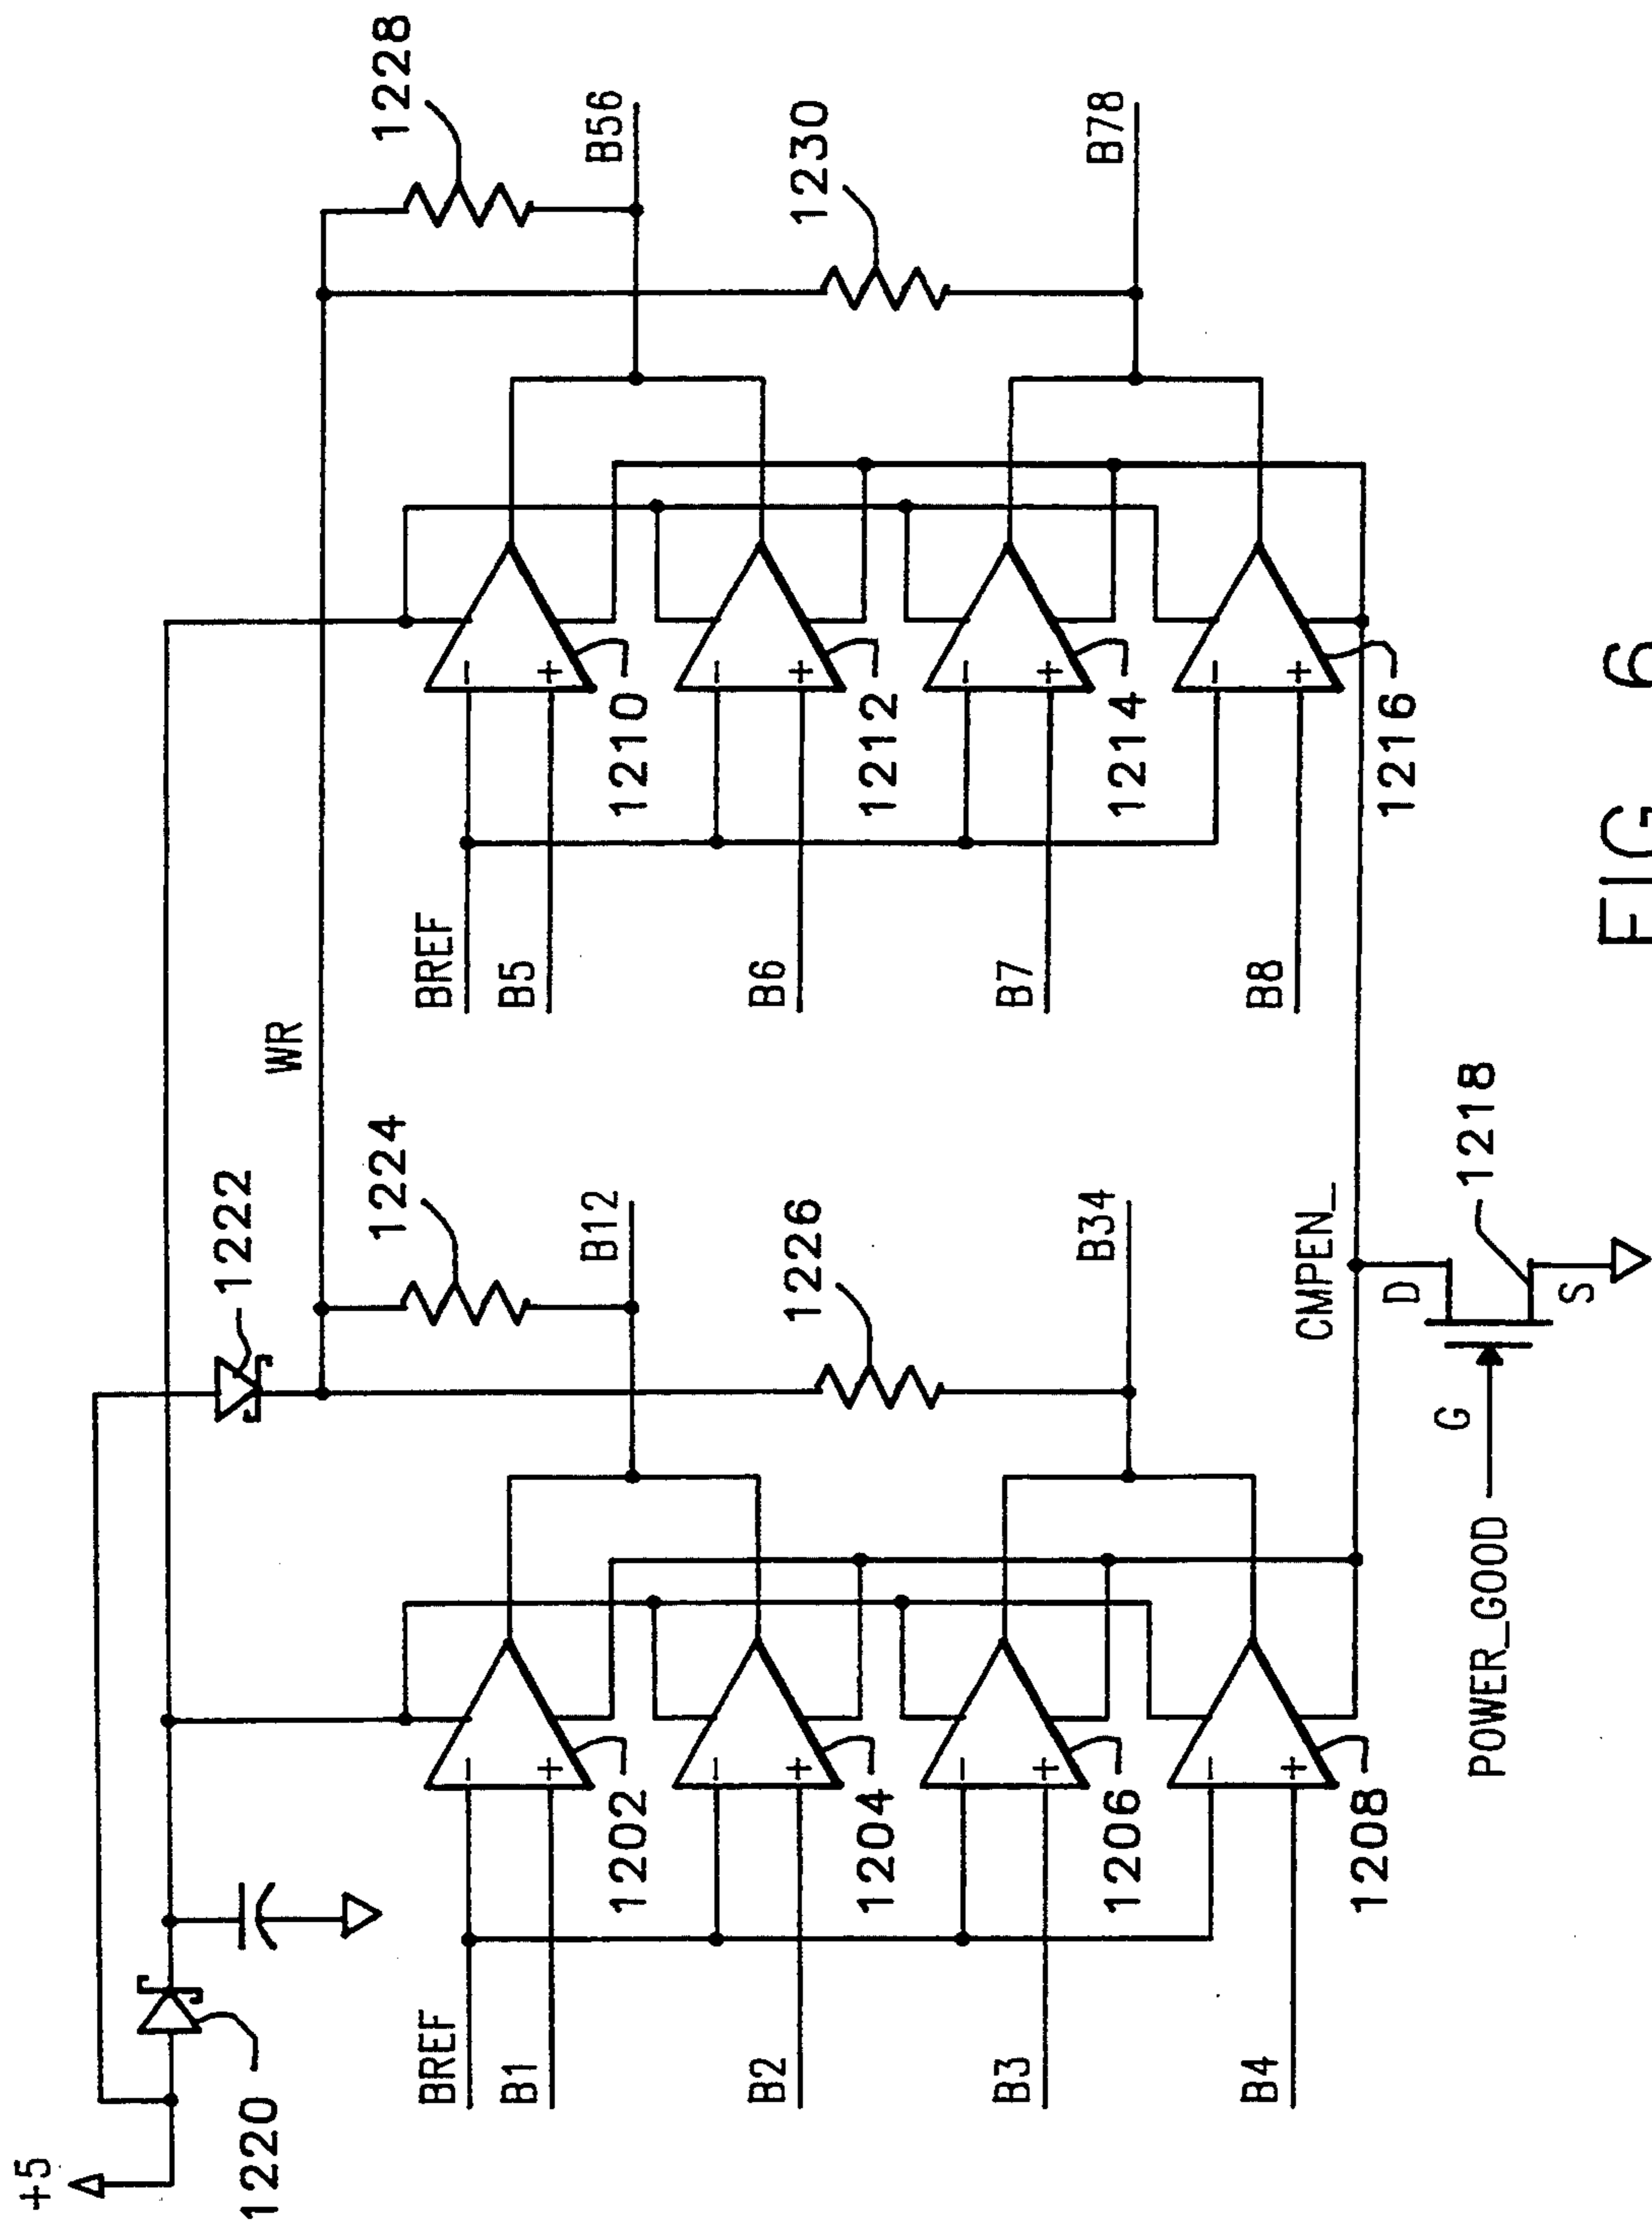 +5
1220
1222
WR
1224
1228
BREF
B1
1202
B12
BREF
B5
1210
B56
B2
1204
1226
B6
1212
1230
B3
1206
B34
B7
1214
B78
B4
1208
CMPEN_
B8
1216
POWER_GOOD
G
D
S
1218
-
+
-
+
-
+
-
+
-
+
-
+
-
+
-
+
FIG 6